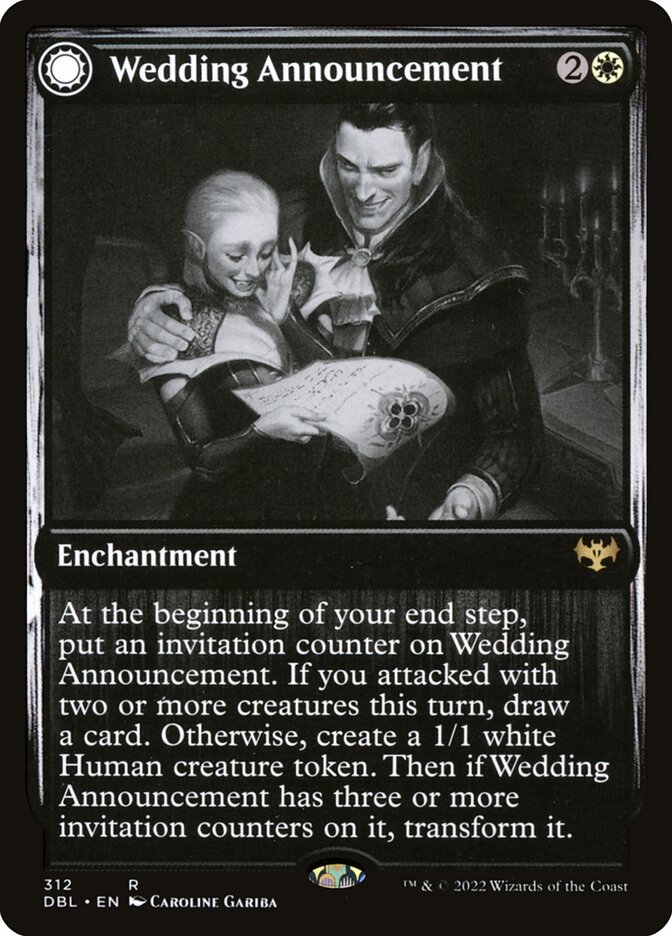 Wedding Announcement 2
Enchantment
At the beginning of your end step,
put an invitation counter on Wedding
Announcement. If you attacked with
two or more creatures this turn, draw
a card. Otherwise, create a 1/1 white
Human creature token. Then if Wedding
Announcement has three or more
invitation counters on it, transform it.
312 R
™ & © 2022 Wizards of the Coast
DBL • EN Caroline Gariba